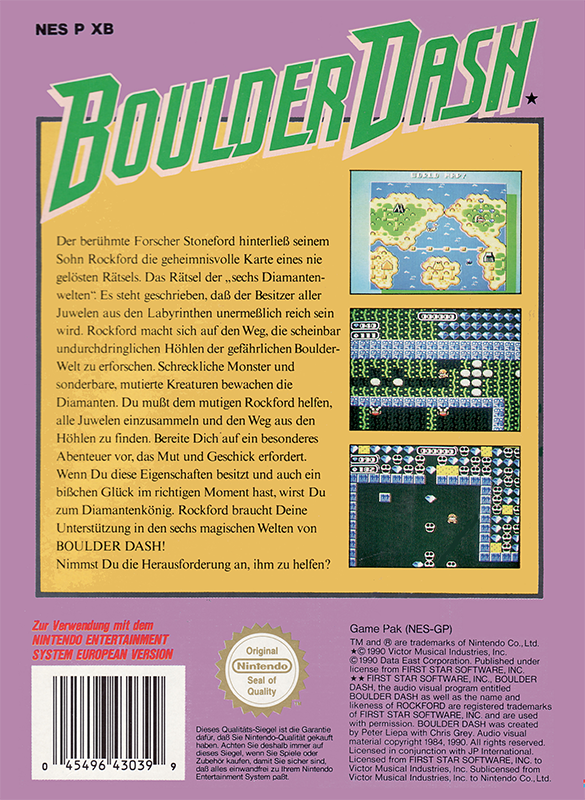 NES P XB
BOULDER DASH
★
WORLD MAP
Der berühmte Forscher Stoneford hinterließ seinem
Sohn Rockford die geheimnisvolle Karte eines nie
gelösten Rätsels. Das Rätsel der „sechs Diamanten-
welten“. Es steht geschrieben, daß der Besitzer aller
Juwelen aus den Labyrinthen unermeßlich reich sein
wird. Rockford macht sich auf den Weg, die scheinbar
undurchdringlichen Höhlen der gefährlichen Boulder-
Welt zu erforschen. Schreckliche Monster und
sonderbare, mutierte Kreaturen bewachen die
Diamanten. Du mußt dem mutigen Rockford helfen,
alle Juwelen einzusammeln und den Weg aus den
Höhlen zu finden. Bereite Dich auf ein besonderes
Abenteuer vor, das Mut und Geschick erfordert.
Wenn Du diese Eigenschaften besitzt und auch ein
bißchen Glück im richtigen Moment hast, wirst Du
zum Diamantenkönig. Rockford braucht Deine
Unterstützung in den sechs magischen Welten von
BOULDER DASH!
Nimmst Du die Herausforderung an, ihm zu helfen?
Zur Verwendung mit dem
NINTENDO ENTERTAINMENT
SYSTEM EUROPEAN VERSION
0 45496 43039 9
Original
Nintendo
Seal of
Quality
Dieses Qualitäts-Siegel ist die Garantie
dafür, daß Sie Nintendo-Qualität gekauft
haben. Achten Sie deshalb immer auf
dieses Siegel, wenn Sie Spiele oder
Zubehör kaufen, damit Sie sicher sind,
daß alles einwandfrei zu Ihrem Nintendo
Entertainment System paßt.
Game Pak (NES-GP)
TM and ® are trademarks of Nintendo Co., Ltd.
★© 1990 Victor Musical Industries, Inc.
© 1990 Data East Corporation. Published under
license from FIRST STAR SOFTWARE, INC.
★★ FIRST STAR SOFTWARE, INC., BOULDER
DASH, the audio visual program entitled
BOULDER DASH as well as the name and
likeness of ROCKFORD are registered trademarks
of FIRST STAR SOFTWARE, INC. and are used
with permission. BOULDER DASH was created
by Peter Liepa with Chris Grey. Audio visual
material copyright 1984, 1990. All rights reserved.
Licensed in conjunction with JP International.
Licensed from FIRST STAR SOFTWARE, INC. to
Victor Musical Industries, Inc. Sublicensed from
Victor Musical Industries, Inc. to Nintendo Co., Ltd.